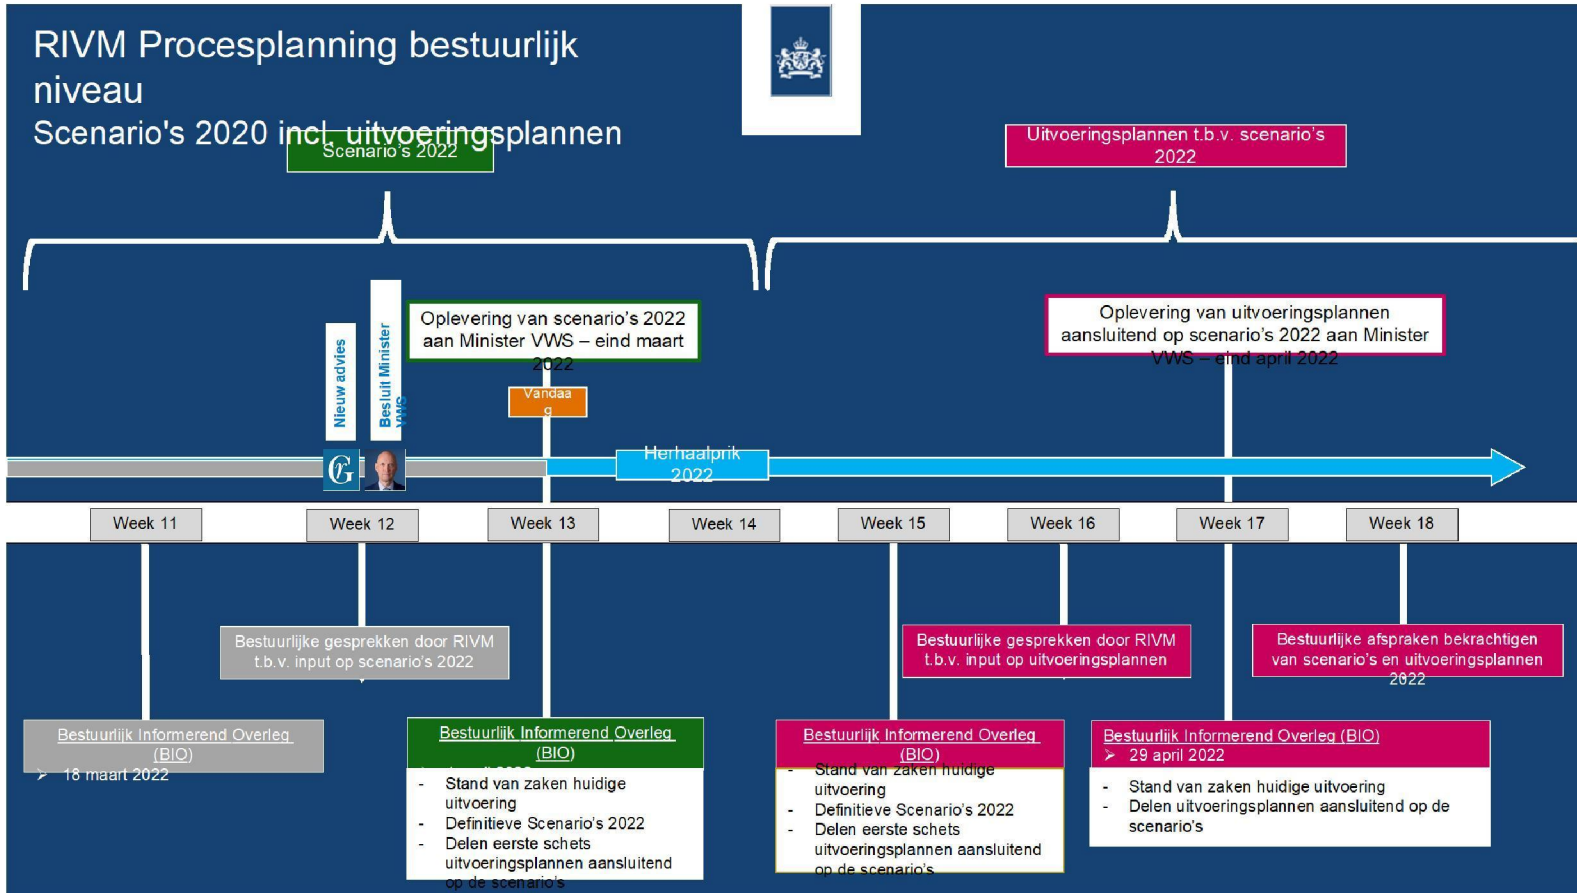 RIVM Procesplanning bestuurlijk
niveau
Scenario's 2020 incl. uitvoeringsplannen
Scenario's 2022
Uitvoeringsplannen t.b.v. scenario's
2022
Nieuw advies
Besluit Minister
VWS
Oplevering van scenario's 2022
aan Minister VWS – eind maart
2022
Vandaa
g
Oplevering van uitvoeringsplannen
aansluitend op scenario's 2022 aan Minister
VWS – eind april 2022
Herhaalprik
2022
Week 11
Week 12
Week 13
Week 14
Week 15
Week 16
Week 17
Week 18
Bestuurlijke gesprekken door RIVM
t.b.v. input op scenario's 2022
Bestuurlijke gesprekken door RIVM
t.b.v. input op uitvoeringsplannen
Bestuurlijke afspraken bekrachtigen
van scenario's en uitvoeringsplannen
2022
Bestuurlijk Informerend Overleg
(BIO)
➢ 18 maart 2022
Bestuurlijk Informerend Overleg
(BIO)
- Stand van zaken huidige
uitvoering
- Definitieve Scenario's 2022
- Delen eerste schets
uitvoeringsplannen aansluitend
op de scenario's
Bestuurlijk Informerend Overleg
(BIO)
- Stand van zaken huidige
uitvoering
- Definitieve Scenario's 2022
- Delen eerste schets
uitvoeringsplannen aansluitend
op de scenario's
Bestuurlijk Informerend Overleg (BIO)
➢ 29 april 2022
- Stand van zaken huidige uitvoering
- Delen uitvoeringsplannen aansluitend op de
scenario's